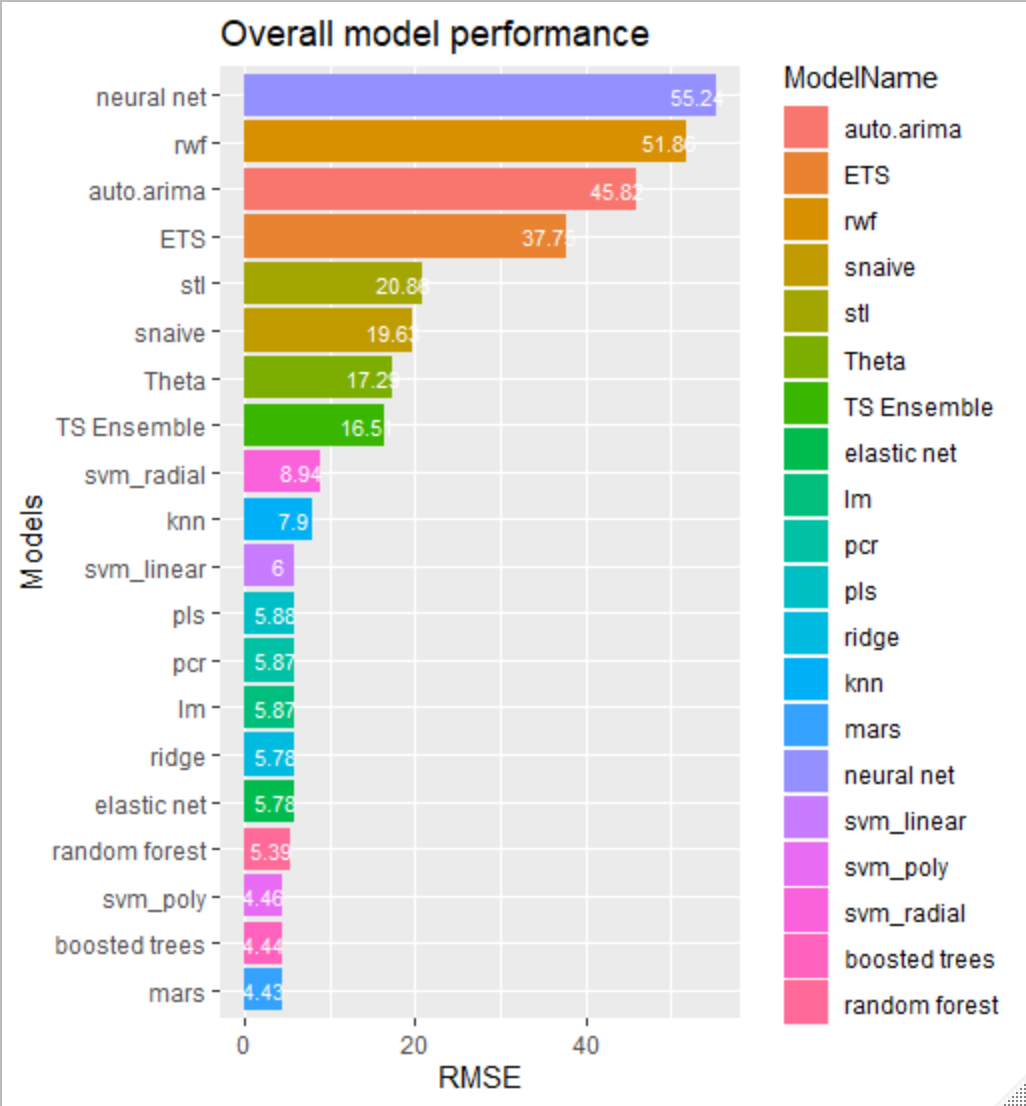 Overall model performance
Models
neural net
55.24
rwf
51.86
auto.arima
45.82
ETS
37.75
stl
20.86
snaive
19.63
Theta
17.29
TS Ensemble
16.5
svm_radial
8.94
knn
7.9
svm_linear
6
pls
5.88
pcr
5.87
lm
5.87
ridge
5.78
elastic net
5.78
random forest
5.39
svm_poly
4.46
boosted trees
4.44
mars
4.43
0 20 40
RMSE
ModelName
auto.arima
ETS
rwf
snaive
stl
Theta
TS Ensemble
elastic net
lm
pcr
pls
ridge
knn
mars
neural net
svm_linear
svm_poly
svm_radial
boosted trees
random forest